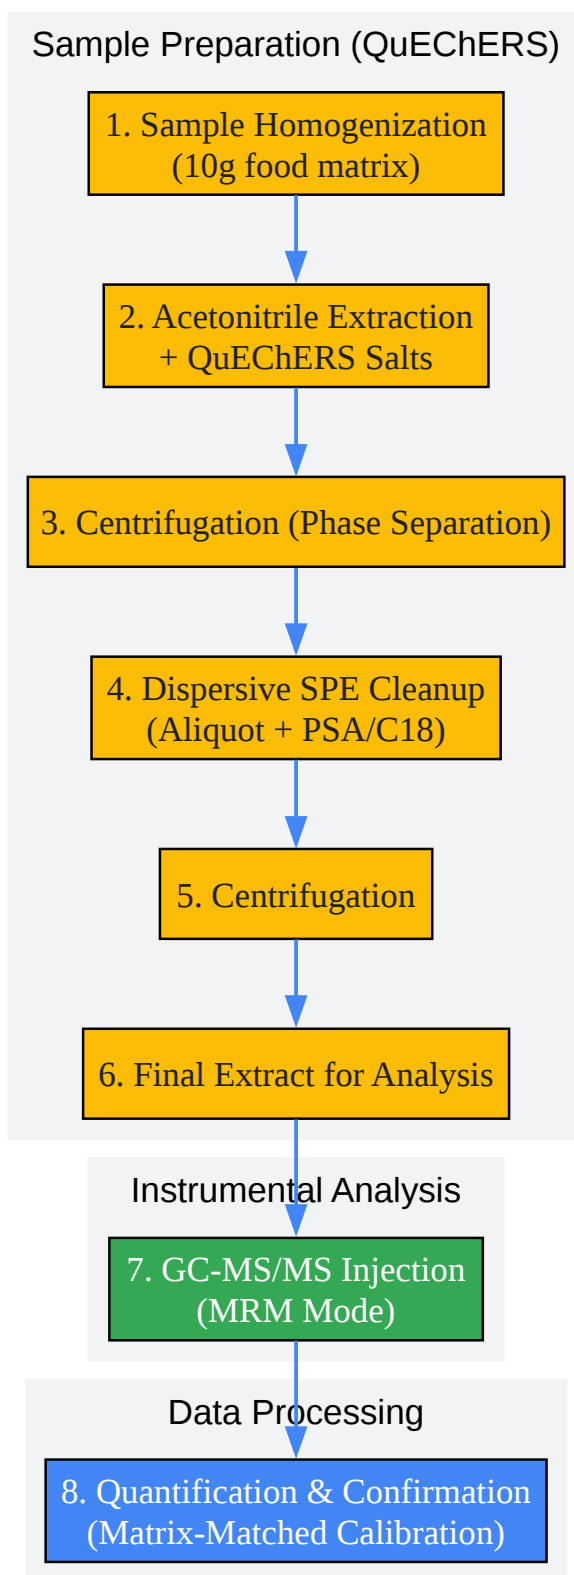 Sample Preparation (QuEChERS)
1. Sample Homogenization
(10g food matrix)
2. Acetonitrile Extraction
+ QuEChERS Salts
3. Centrifugation (Phase Separation)
4. Dispersive SPE Cleanup
(Aliquot + PSA/C18)
5. Centrifugation
6. Final Extract for Analysis
Instrumental Analysis
7. GC-MS/MS Injection
(MRM Mode)
Data Processing
8. Quantification & Confirmation
(Matrix-Matched Calibration)